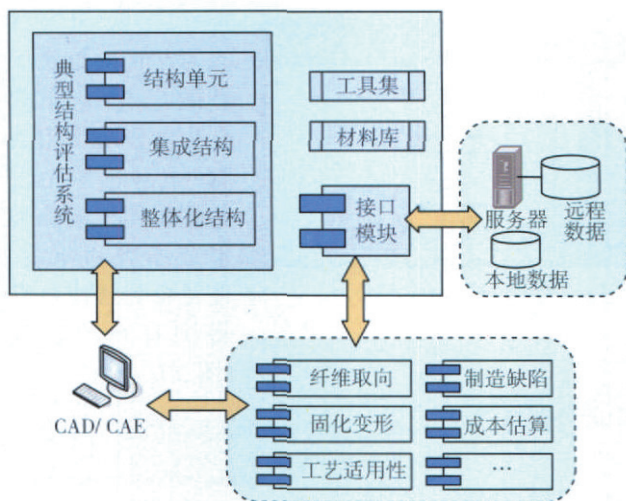 典型结构评估系统
结构单元
集成结构
整体化结构
工具集
材料库
接口
模块
服务器
远程
数据
本地数据
CAD/ CAE
纤维取向
制造缺陷
固化变形
成本估算
工艺适用性
…